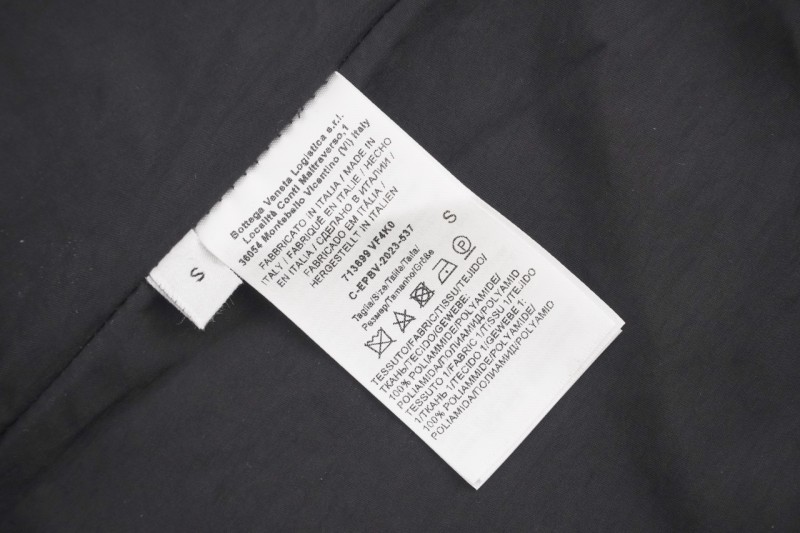 Bottega Veneta Logistica s.r.l.
Località Conti Maltraverso,1
36054 Montebello Vicentino (VI) Italy
FABBRICATO IN ITALIA / MADE IN
ITALY / FABRIQUÉ EN ITALIE / HECHO
EN ITALIA / СДЕЛАНО В ИТАЛИИ /
FABRICADO EM ITÁLIA /
HERGESTELLT IN ITALIEN
713899 VF4K0
C-EPBV-2023-537
Taglia/Size/Taille/Talla/
Размер/Tamanho/Größe
S
TESSUTO/FABRIC/TISSU/TEJIDO/
ТКАНЬ/TECIDO/GEWEBE:
100% POLIAMMIDE/POLYAMIDE/
POLIAMIDA/ПОЛИАМИД/POLYAMID
TESSUTO 1/FABRIC 1/TISSU 1/TEJIDO
1/ТКАНЬ 1/TECIDO 1/GEWEBE 1:
100% POLIAMMIDE/POLYAMIDE/
POLIAMIDA/ПОЛИАМИД/POLYAMID
S